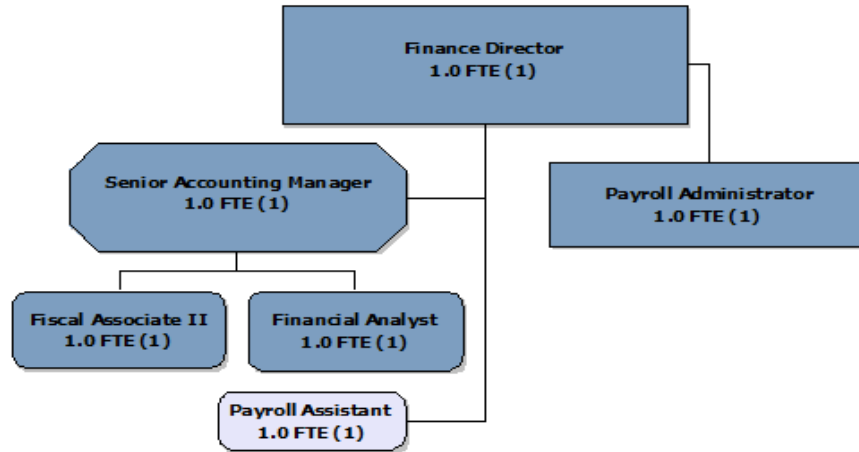 Finance Director
1.0 FTE (1)
Senior Accounting Manager
1.0 FTE (1)
Payroll Administrator
1.0 FTE (1)
Fiscal Associate II
1.0 FTE (1)
Financial Analyst
1.0 FTE (1)
Payroll Assistant
1.0 FTE (1)